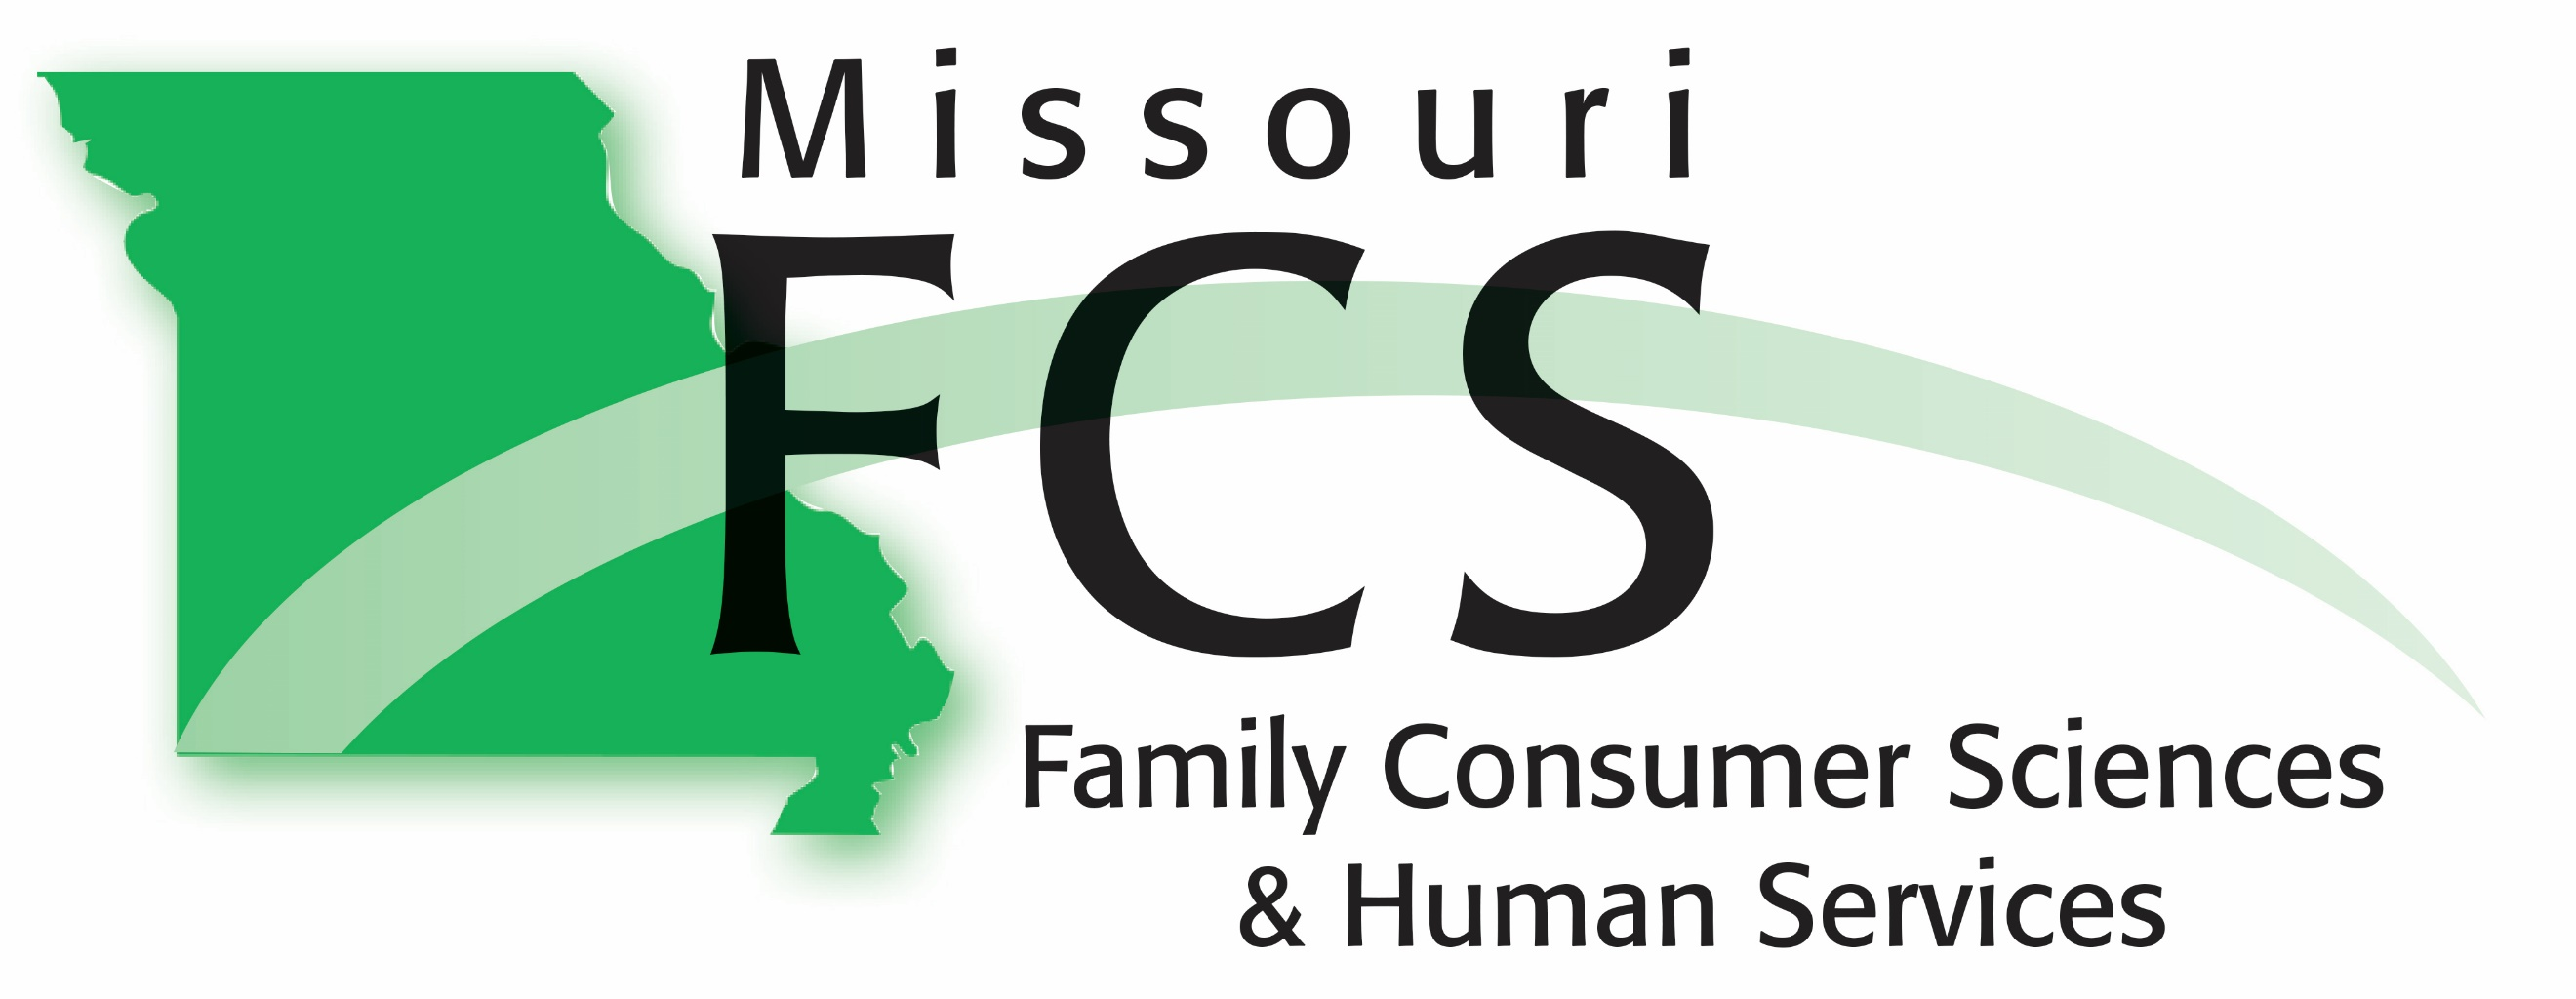 Missouri
FCS
Family Consumer Sciences
& Human Services